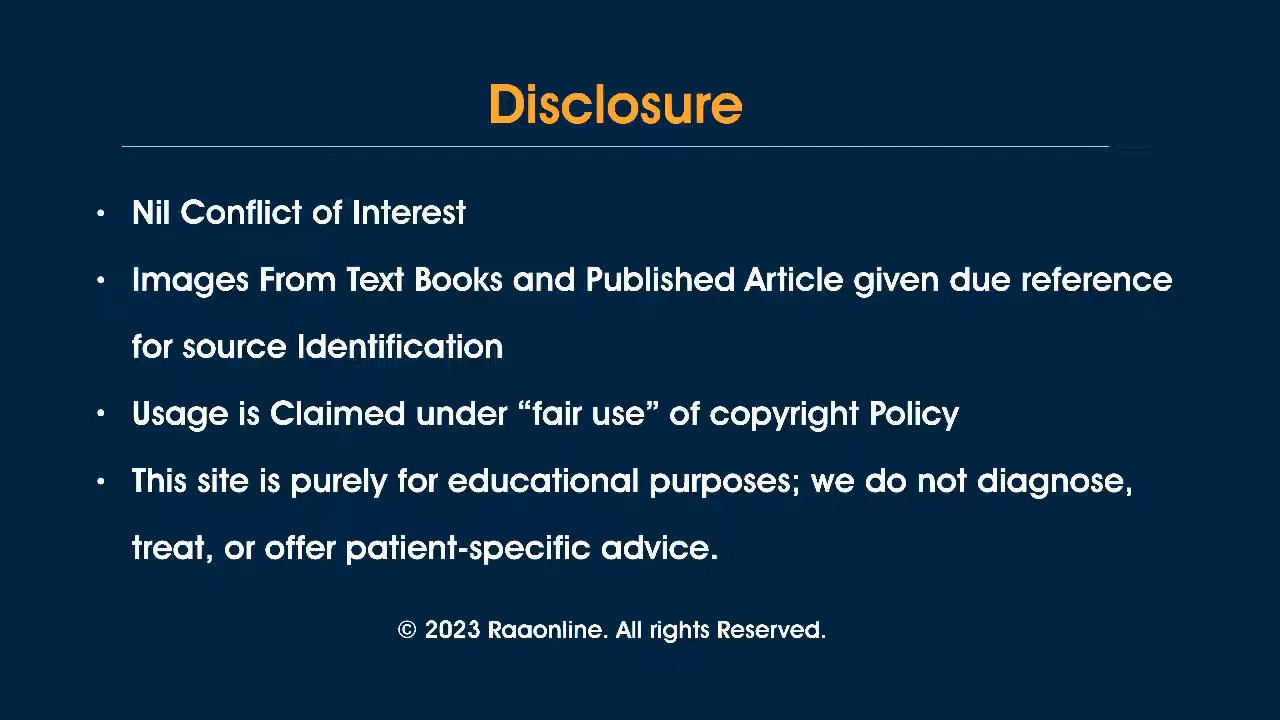 Disclosure
• Nil Conflict of Interest
• Images From Text Books and Published Article given due reference
for source Identification
• Usage is Claimed under “fair use” of copyright Policy
• This site is purely for educational purposes; we do not diagnose,
treat, or offer patient-specific advice.
© 2023 Raaonline. All rights Reserved.